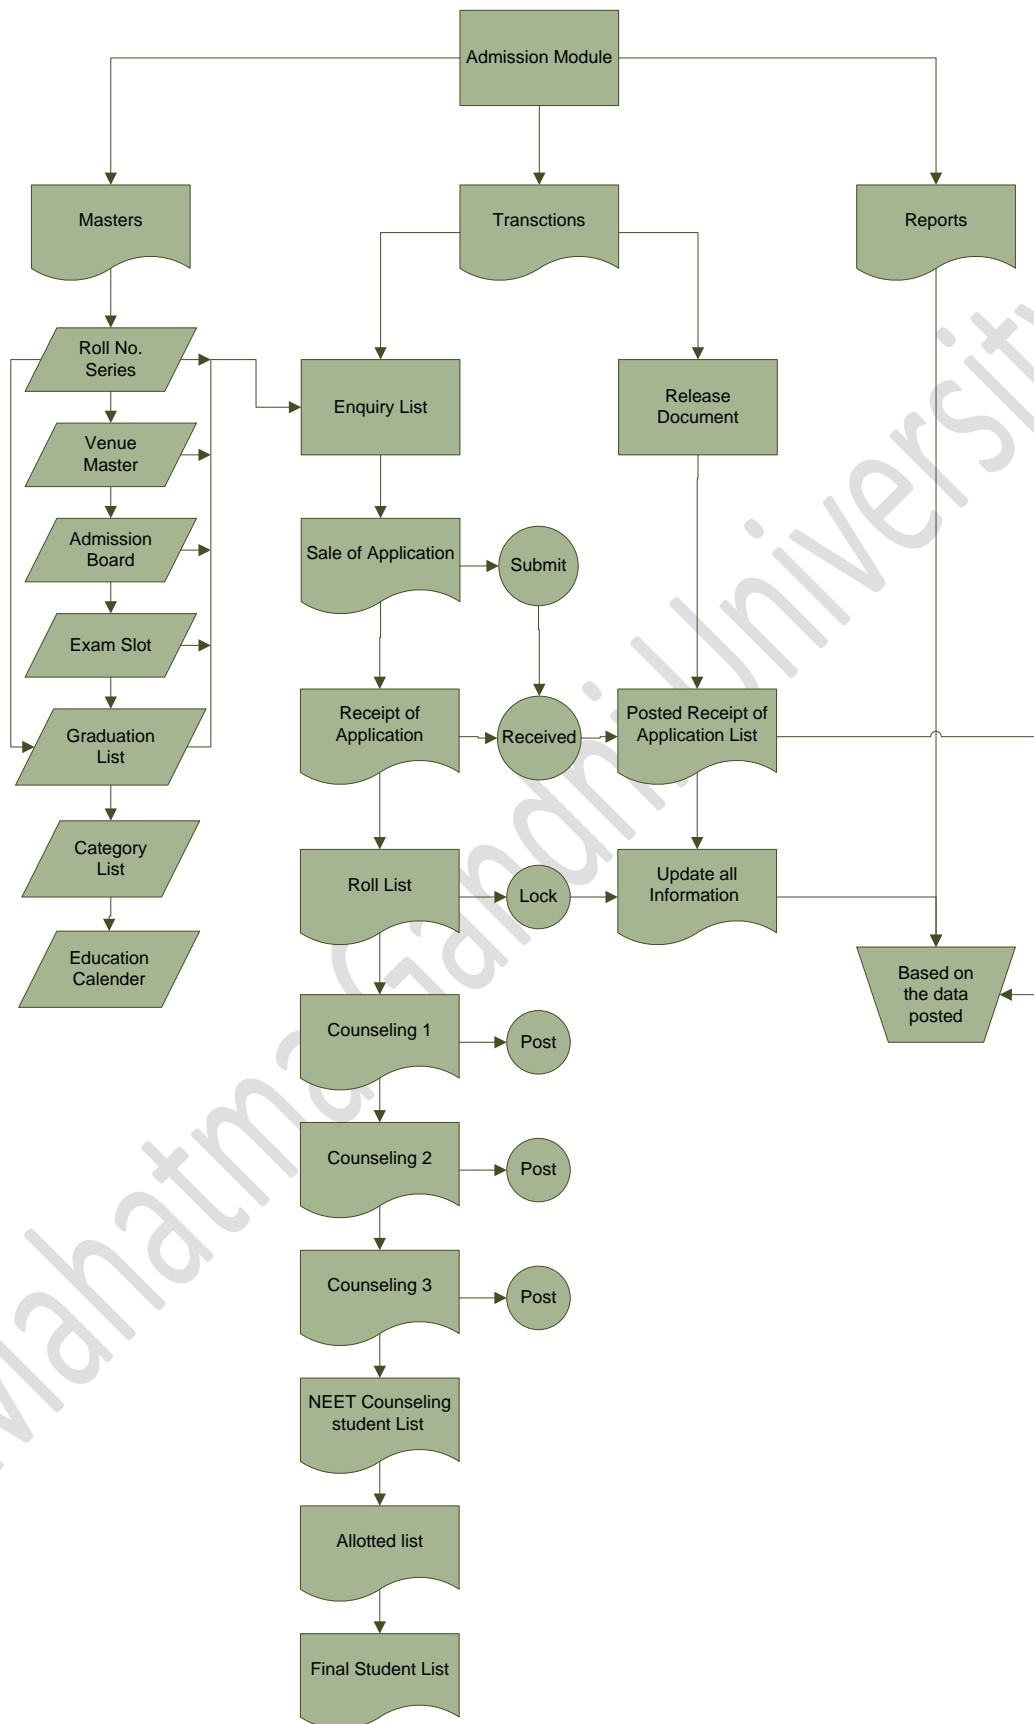 Admission Module
Masters
Transctions
Reports
Roll No.
Series
Enquiry List
Release
Document
Venue
Master
Admission
Board
Sale of Application
Submit
Exam Slot
Graduation
List
Receipt of
Application
Received
Posted Receipt of
Application List
Category
List
Roll List
Lock
Update all
Information
Education
Calender
Based on
the data
posted
Counseling 1
Post
Counseling 2
Post
Counseling 3
Post
NEET Counseling
student List
Allotted list
Final Student List
Mahatma Gandhi University